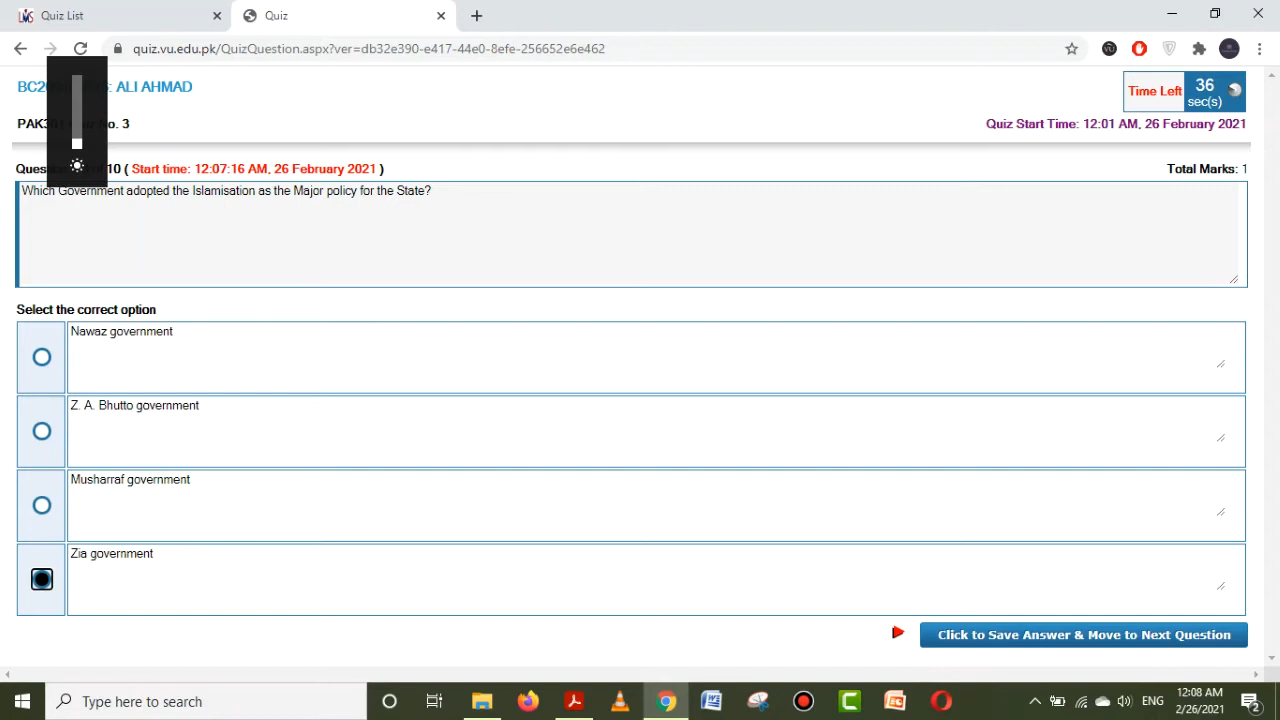 Quiz List
Quiz
quiz.vu.edu.pk/QuizQuestion.aspx?ver=db32e390-e417-44e0-8efe-256652e6e462
ALI AHMAD
Time Left 36 sec(s)
No. 3
Quiz Start Time: 12:01 AM, 26 February 2021
10 ( Start time: 12:07:16 AM, 26 February 2021 )
Total Marks: 1
Which Government adopted the Islamisation as the Major policy for the State?
Select the correct option
Nawaz government
Z. A. Bhutto government
Musharraf government
Zia government
Click to Save Answer & Move to Next Question
Type here to search
ENG
12:08 AM
2/26/2021
2